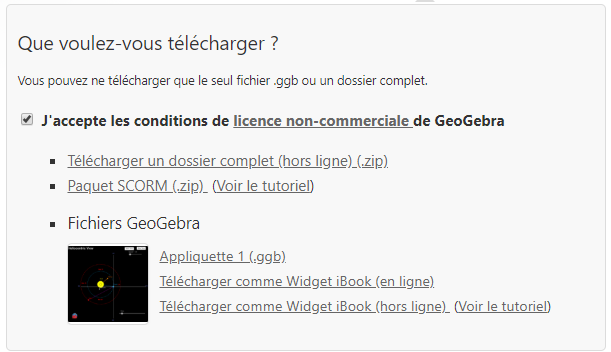 Que voulez-vous télécharger ?
Vous pouvez ne télécharger que le seul fichier .ggb ou un dossier complet.
J'accepte les conditions de licence non-commerciale de GeoGebra
Télécharger un dossier complet (hors ligne) (.zip)
Paquet SCORM (.zip) (Voir le tutoriel)
Fichiers GeoGebra
Appliquette 1 (.ggb)
Télécharger comme Widget iBook (en ligne)
Télécharger comme Widget iBook (hors ligne) (Voir le tutoriel)